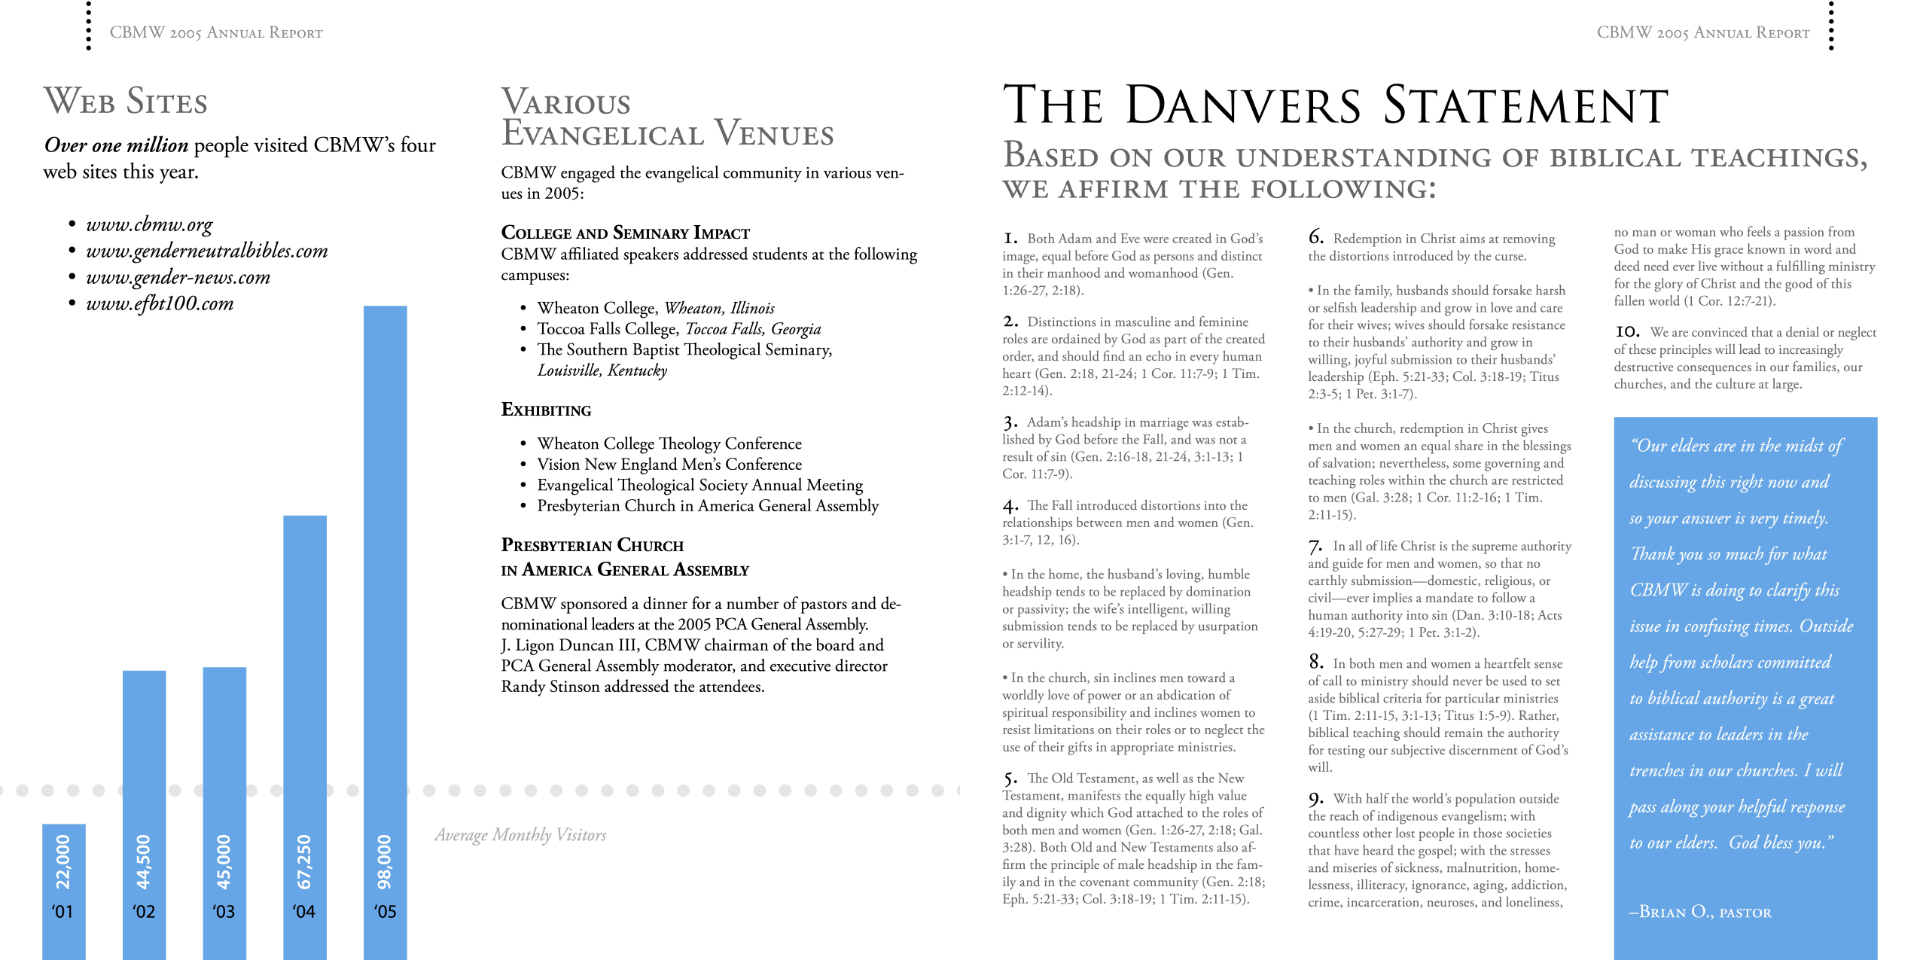 CBMW 2005 Annual Report
Web Sites
Over one million people visited CBMW's four
web sites this year.
• www.cbmw.org
• www.genderneutralbibles.com
• www.gender-news.com
• www.efbt100.com
22,000
'01
44,500
'02
45,000
'03
67,250
'04
98,000
'05
Average Monthly Visitors
Various
Evangelical Venues
CBMW engaged the evangelical community in various ven-
ues in 2005:
College and Seminary Impact
CBMW affiliated speakers addressed students at the following
campuses:
• Wheaton College, Wheaton, Illinois
• Toccoa Falls College, Toccoa Falls, Georgia
• The Southern Baptist Theological Seminary,
Louisville, Kentucky
Exhibiting
• Wheaton College Theology Conference
• Vision New England Men's Conference
• Evangelical Theological Society Annual Meeting
• Presbyterian Church in America General Assembly
Presbyterian Church
in America General Assembly
CBMW sponsored a dinner for a number of pastors and de-
nominational leaders at the 2005 PCA General Assembly.
J. Ligon Duncan III, CBMW chairman of the board and
PCA General Assembly moderator, and executive director
Randy Stinson addressed the attendees.
CBMW 2005 Annual Report
The Danvers Statement
Based on our understanding of biblical teachings,
we affirm the following:
1. Both Adam and Eve were created in God's
image, equal before God as persons and distinct
in their manhood and womanhood (Gen.
1:26-27, 2:18).
2. Distinctions in masculine and feminine
roles are ordained by God as part of the created
order, and should find an echo in every human
heart (Gen. 2:18, 21-24; 1 Cor. 11:7-9; 1 Tim.
2:12-14).
3. Adam's headship in marriage was estab-
lished by God before the Fall, and was not a
result of sin (Gen. 2:16-18, 21-24, 3:1-13; 1
Cor. 11:7-9).
4. The Fall introduced distortions into the
relationships between men and women (Gen.
3:1-7, 12, 16).
• In the home, the husband's loving, humble
headship tends to be replaced by domination
or passivity; the wife's intelligent, willing
submission tends to be replaced by usurpation
or servility.
• In the church, sin inclines men toward a
worldly love of power or an abdication of
spiritual responsibility and inclines women to
resist limitations on their roles or to neglect the
use of their gifts in appropriate ministries.
5. The Old Testament, as well as the New
Testament, manifests the equally high value
and dignity which God attached to the roles of
both men and women (Gen. 1:26-27, 2:18; Gal.
3:28). Both Old and New Testaments also af-
firm the principle of male headship in the fam-
ily and in the covenant community (Gen. 2:18;
Eph. 5:21-33; Col. 3:18-19; 1 Tim. 2:11-15).
6. Redemption in Christ aims at removing
the distortions introduced by the curse.
• In the family, husbands should forsake harsh
or selfish leadership and grow in love and care
for their wives; wives should forsake resistance
to their husbands' authority and grow in
willing, joyful submission to their husbands'
leadership (Eph. 5:21-33; Col. 3:18-19; Titus
2:3-5; 1 Pet. 3:1-7).
• In the church, redemption in Christ gives
men and women an equal share in the blessings
of salvation; nevertheless, some governing and
teaching roles within the church are restricted
to men (Gal. 3:28; 1 Cor. 11:2-16; 1 Tim.
2:11-15).
7. In all of life Christ is the supreme authority
and guide for men and women, so that no
earthly submission—domestic, religious, or
civil—ever implies a mandate to follow a
human authority into sin (Dan. 3:10-18; Acts
4:19-20, 5:27-29; 1 Pet. 3:1-2).
8. In both men and women a heartfelt sense
of call to ministry should never be used to set
aside biblical criteria for particular ministries
(1 Tim. 2:11-15, 3:1-13; Titus 1:5-9). Rather,
biblical teaching should remain the authority
for testing our subjective discernment of God's
will.
9. With half the world's population outside
the reach of indigenous evangelism; with
countless other lost people in those societies
that have heard the gospel; with the stresses
and miseries of sickness, malnutrition, home-
lessness, illiteracy, ignorance, aging, addiction,
crime, incarceration, neuroses, and loneliness,
no man or woman who feels a passion from
God to make His grace known in word and
deed need ever live without a fulfilling ministry
for the glory of Christ and the good of this
fallen world (1 Cor. 12:7-21).
10. We are convinced that a denial or neglect
of these principles will lead to increasingly
destructive consequences in our families, our
churches, and the culture at large.
"Our elders are in the midst of
discussing this right now and
so your answer is very timely.
Thank you so much for what
CBMW is doing to clarify this
issue in confusing times. Outside
help from scholars committed
to biblical authority is a great
assistance to leaders in the
trenches in our churches. I will
pass along your helpful response
to our elders. God bless you."
–Brian O., pastor